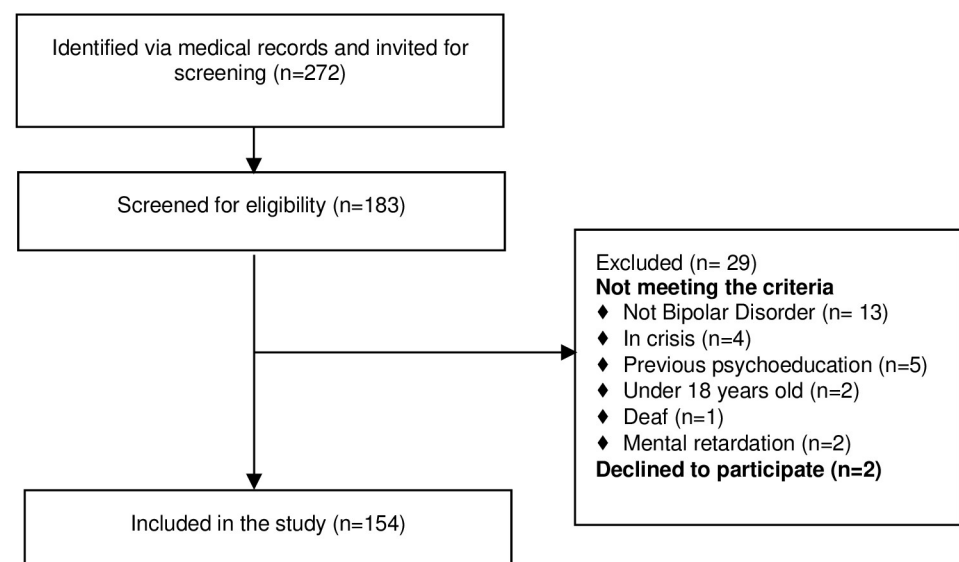 Identified via medical records and invited for
screening (n=272)
Screened for eligibility (n=183)
Excluded (n= 29)
Not meeting the criteria
♦ Not Bipolar Disorder (n= 13)
♦ In crisis (n=4)
♦ Previous psychoeducation (n=5)
♦ Under 18 years old (n=2)
♦ Deaf (n=1)
♦ Mental retardation (n=2)
Declined to participate (n=2)
Included in the study (n=154)